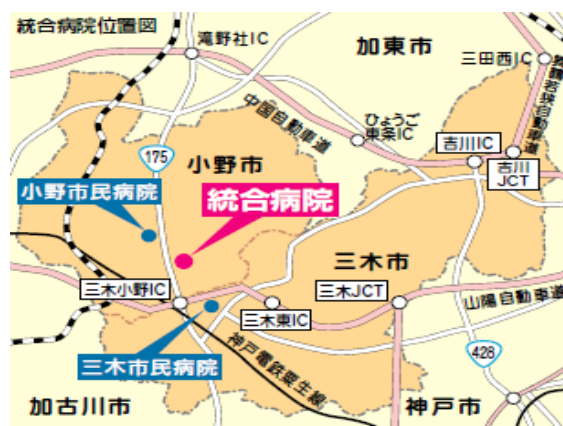 統合病院位置図
滝野社IC
加東市
三田西IC
舞鶴若狭自動車道
中国自動車道
ひょうご
東条IC
吉川IC
吉川
JCT
175
小野市
小野市民病院
統合病院
三木市
三木小野IC
三木東IC
三木JCT
山陽自動車道
三木市民病院
神戸電鉄粟生線
428
加古川市
神戸市